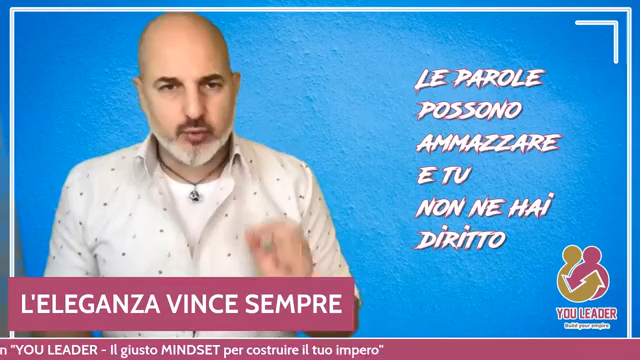 LE PAROLE
POSSONO
AMMAZZARE
E TU
NON NE HAI
DIRITTO
YOU LEADER
Build your empire
L'ELEGANZA VINCE SEMPRE
n "YOU LEADER - Il giusto MINDSET per costruire il tuo impero"